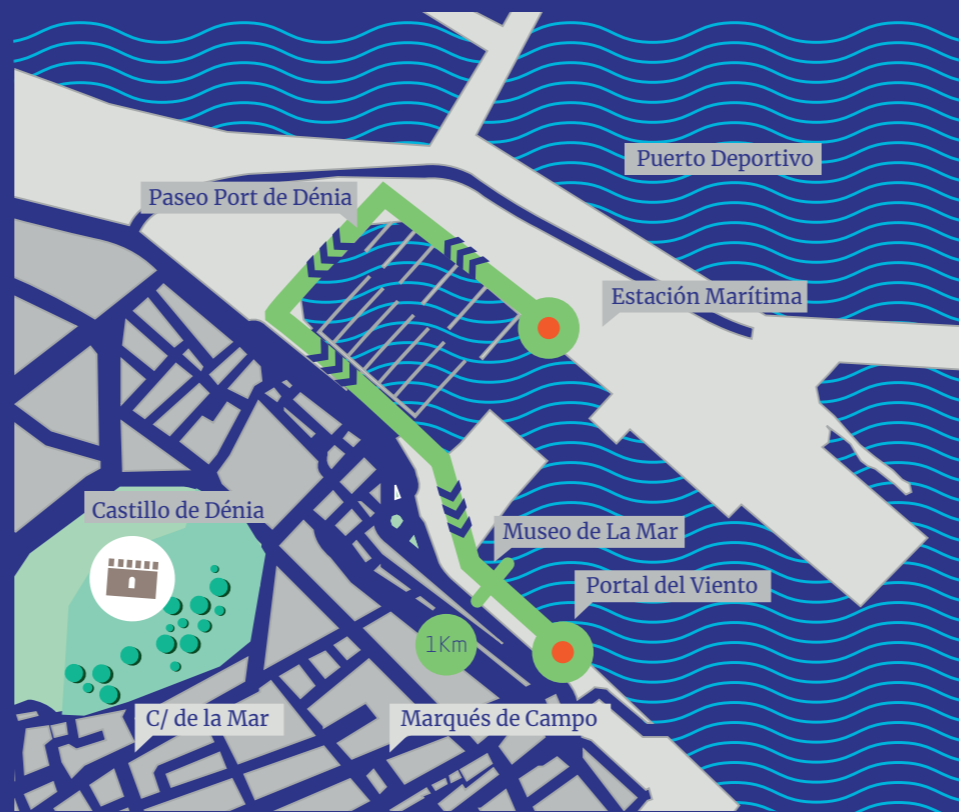 Puerto Deportivo
Paseo Port de Dénia
Estación Marítima
Castillo de Dénia
Museo de La Mar
Portal del Viento
1Km
C/ de la Mar
Marqués de Campo